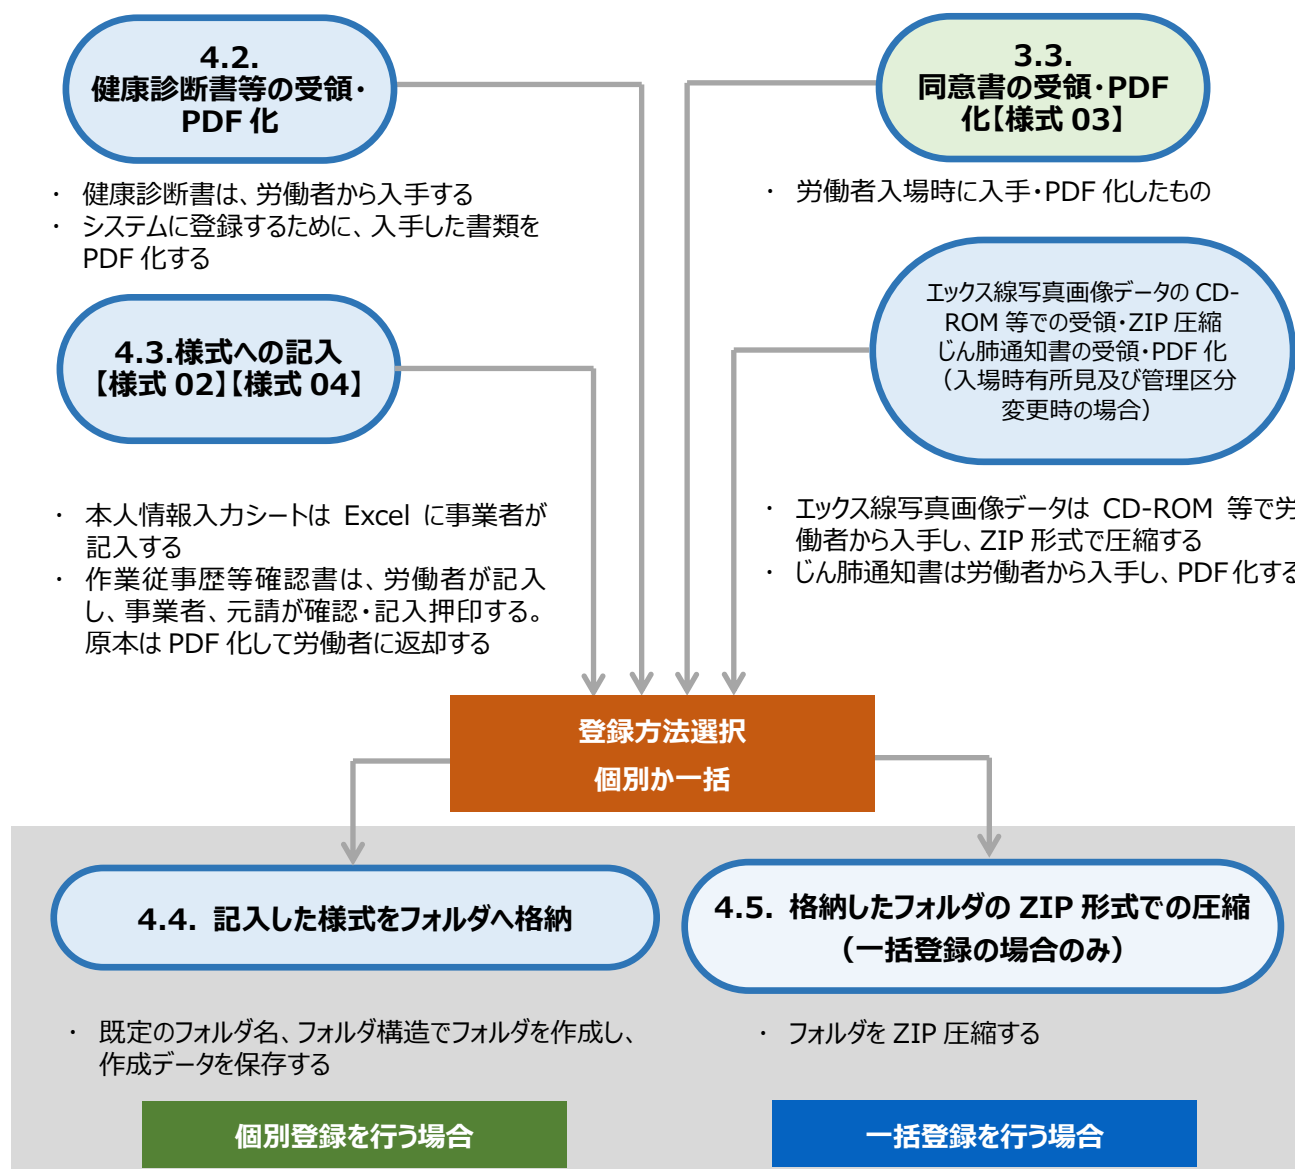 4.2.
健康診断書等の受領・
PDF 化
・ 健康診断書は、労働者から入手する
・ システムに登録するために、入手した書類を
PDF 化する
3.3.
同意書の受領・PDF
化【様式 03】
・ 労働者入場時に入手・PDF 化したもの
4.3.様式への記入
【様式 02】【様式 04】
・ 本人情報入力シートは Excel に事業者が
記入する
・ 作業従事歴等確認書は、労働者が記入
し、事業者、元請が確認・記入押印する。
原本は PDF 化して労働者に返却する
エックス線写真画像データの CD-
ROM 等での受領・ZIP 圧縮
じん肺通知書の受領・PDF 化
（入場時有所見及び管理区分
変更時の場合）
・ エックス線写真画像データは CD-ROM 等で労
働者から入手し、ZIP 形式で圧縮する
・ じん肺通知書は労働者から入手し、PDF 化する
登録方法選択
個別か一括
4.4. 記入した様式をフォルダへ格納
・ 既定のフォルダ名、フォルダ構造でフォルダを作成し、
作成データを保存する
個別登録を行う場合
4.5. 格納したフォルダの ZIP 形式での圧縮
（一括登録の場合のみ）
・ フォルダを ZIP 圧縮する
一括登録を行う場合